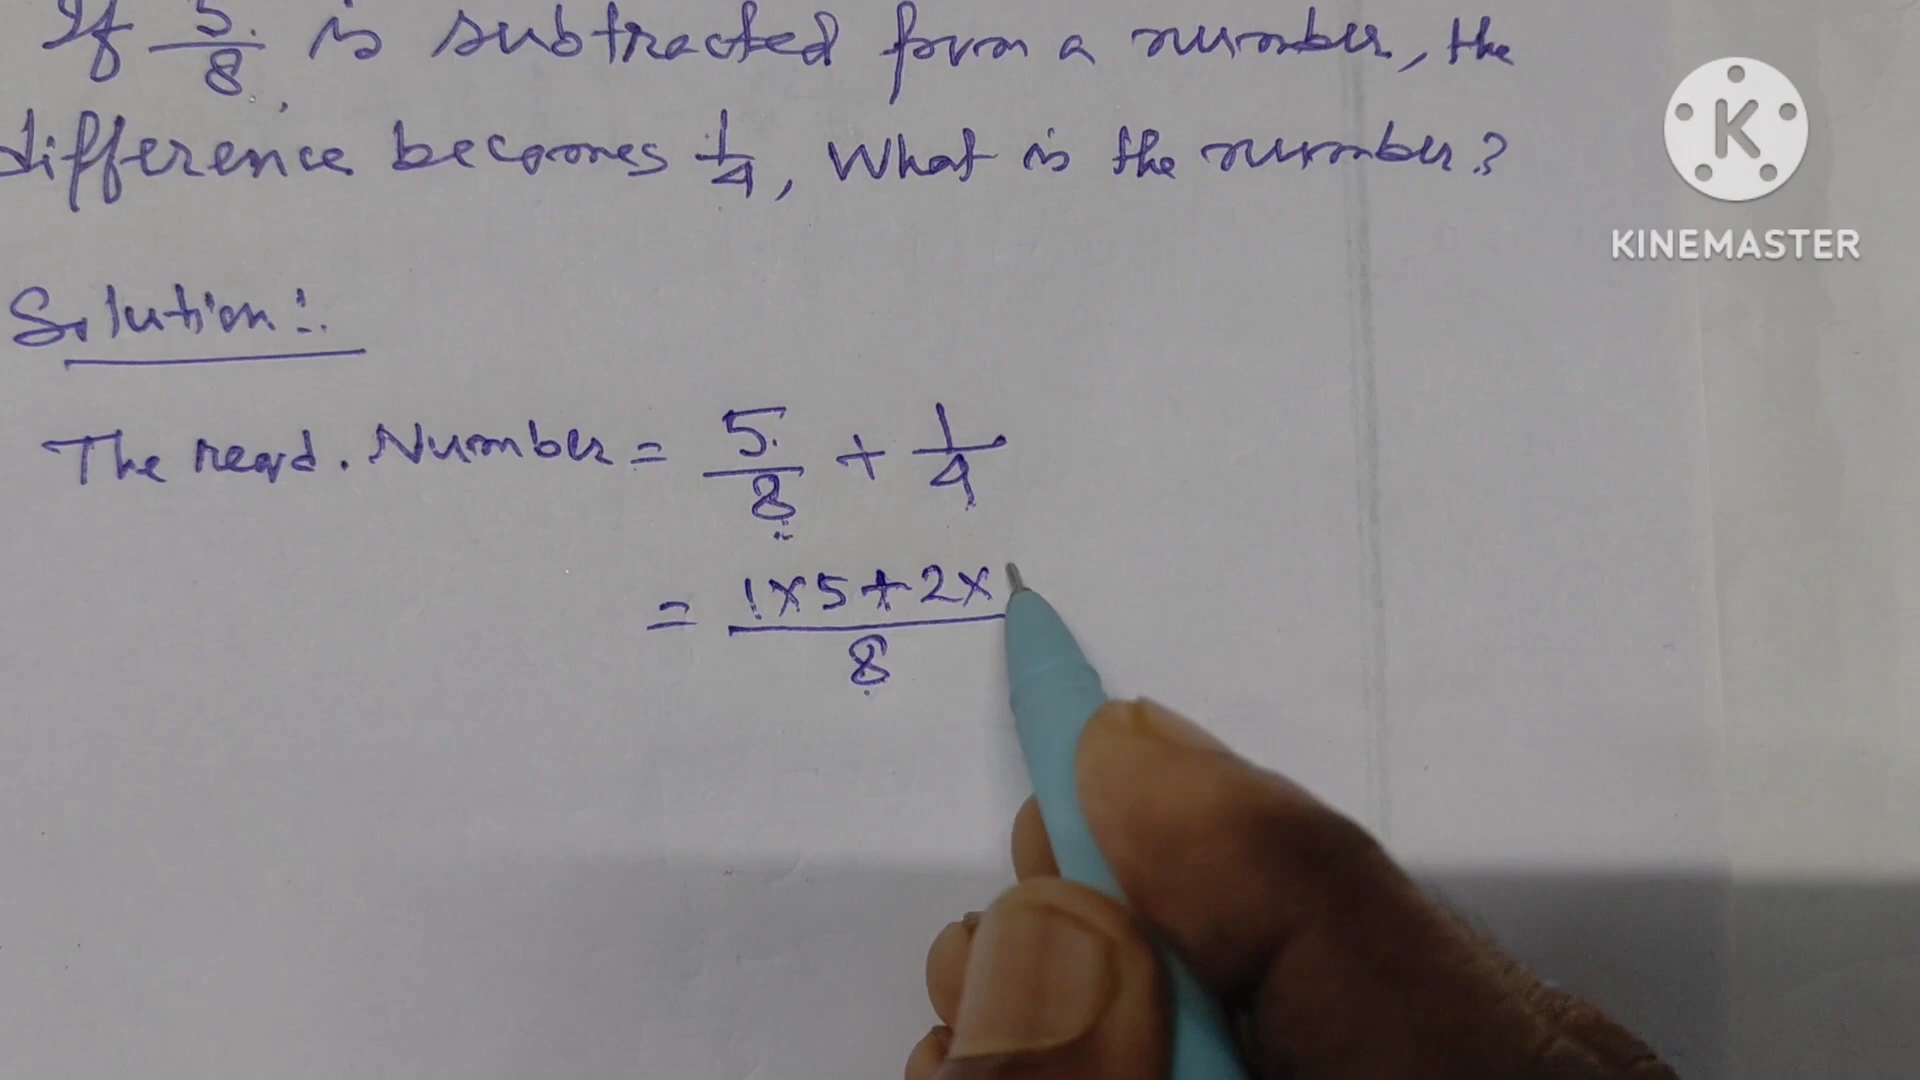 If 5/8 is subtracted form a number, the
difference becomes 1/4, What is the number?
K
KINEMASTER
Solution:.
The reqd. Number = 5/8 + 1/4
= 1×5+2×/8